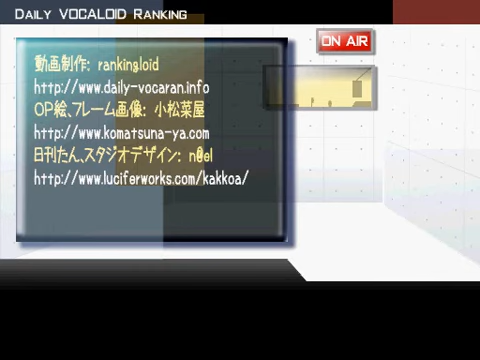 Daily VOCALOID Ranking
ON AIR
動画制作: rankingloid
http://www.daily-vocaran.info
OP絵、フレーム画像: 小松菜屋
http://www.komatsuna-ya.com
日刊たん、スタジオデザイン: n@el
http://www.luciferworks.com/kakkoa/